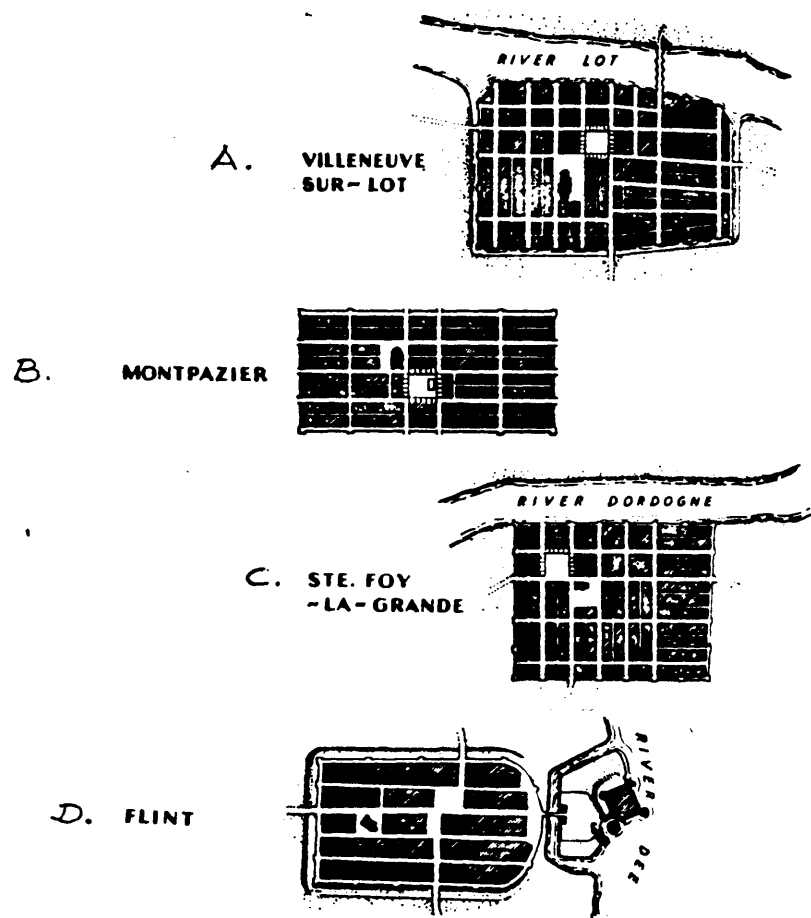 RIVER LOT
A. VILLENEUVE
SUR-LOT
B. MONTPAZIER
RIVER DORDOGNE
C. STE. FOY
-LA-GRANDE
RIVER DEE
D. FLINT